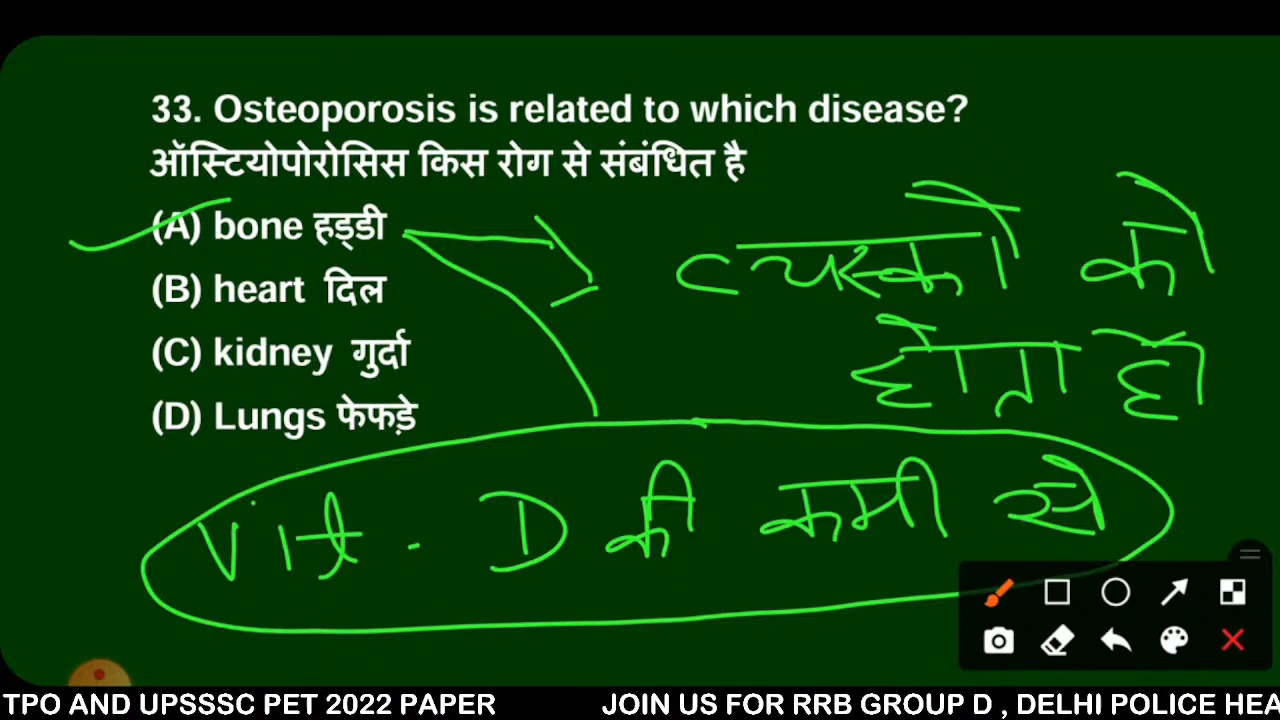 33. Osteoporosis is related to which disease?
ऑस्टियोपोरोसिस किस रोग से संबंधित है
(A) bone हड्डी
(B) heart दिल
(C) kidney गुर्दा
(D) Lungs फेफड़े
को
होता है
Vit. D की कमी से
TPO AND UPSSSC PET 2022 PAPER JOIN US FOR RRB GROUP D , DELHI POLICE HEA